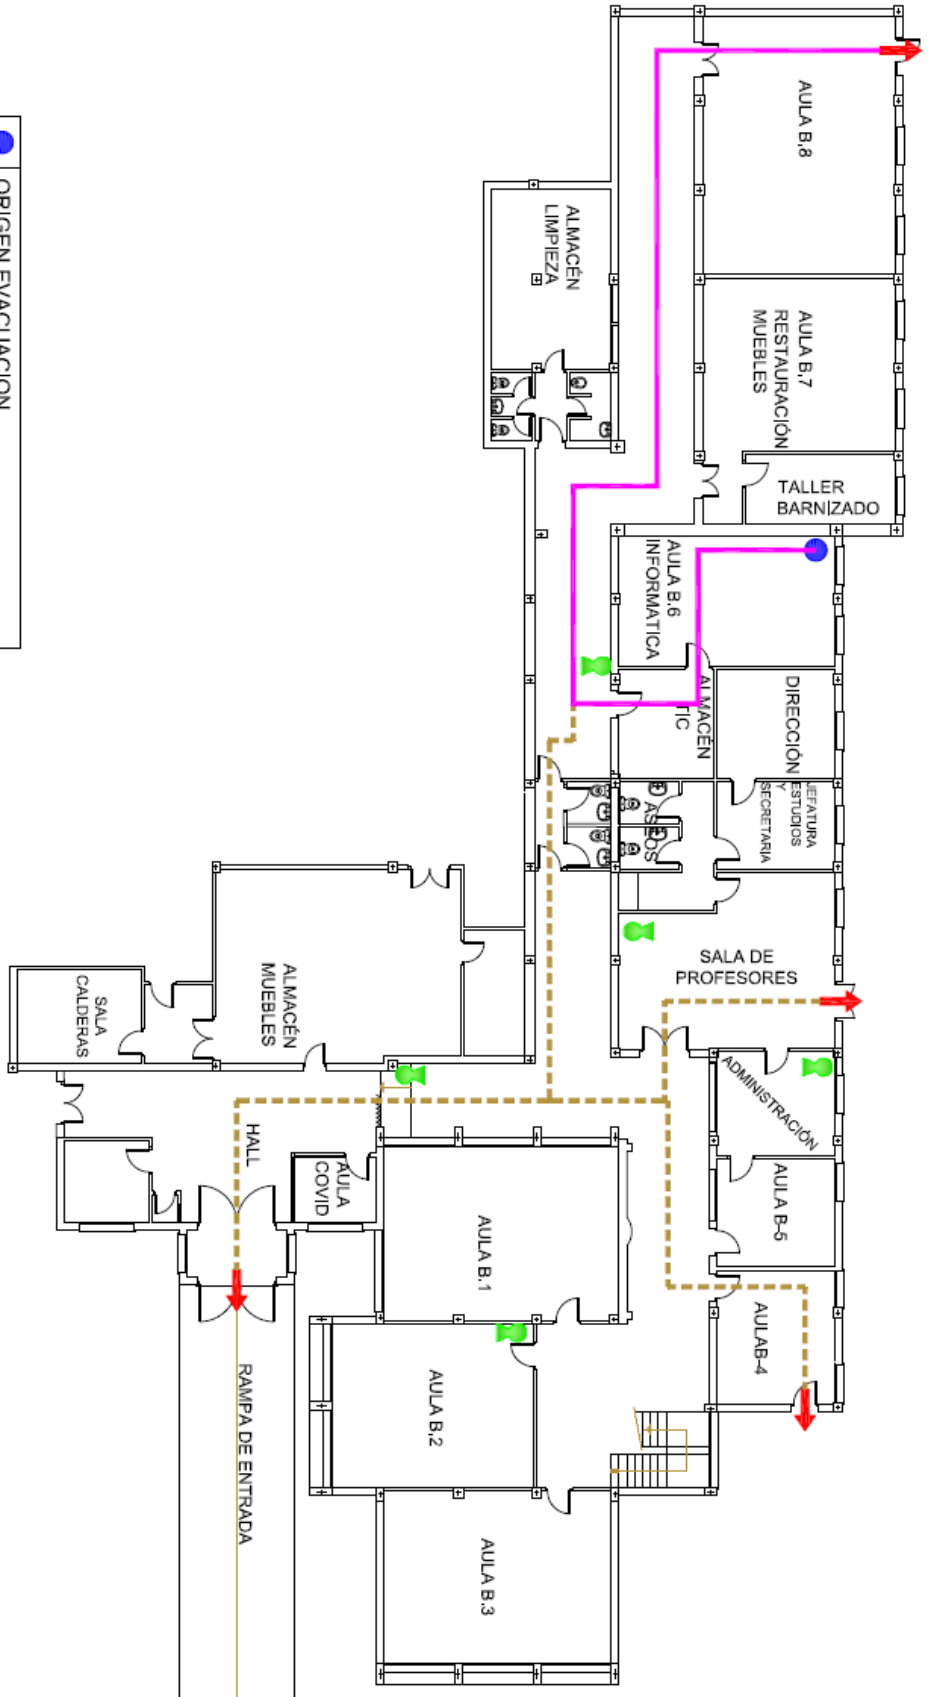 AULA B,8
ALMACÉN
LIMPIEZA
AULA B,7
RESTAURACIÓN
MUEBLES
TALLER
BARNIZADO
AULA B.6
INFORMATICA
ALMACÉN
TIC
DIRECCIÓN
JEFATURA
ESTUDIOS
Y
SECRETARIA
ASEOS
SALA DE
PROFESORES
ALMACÉN
MUEBLES
SALA
CALDERAS
ADMINISTRACIÓN
HALL
AULA
COVID
AULA B-5
AULA B.1
AULAB-4
AULA B,2
RAMPA DE ENTRADA
AULA B.3
ORIGEN EVACUACION